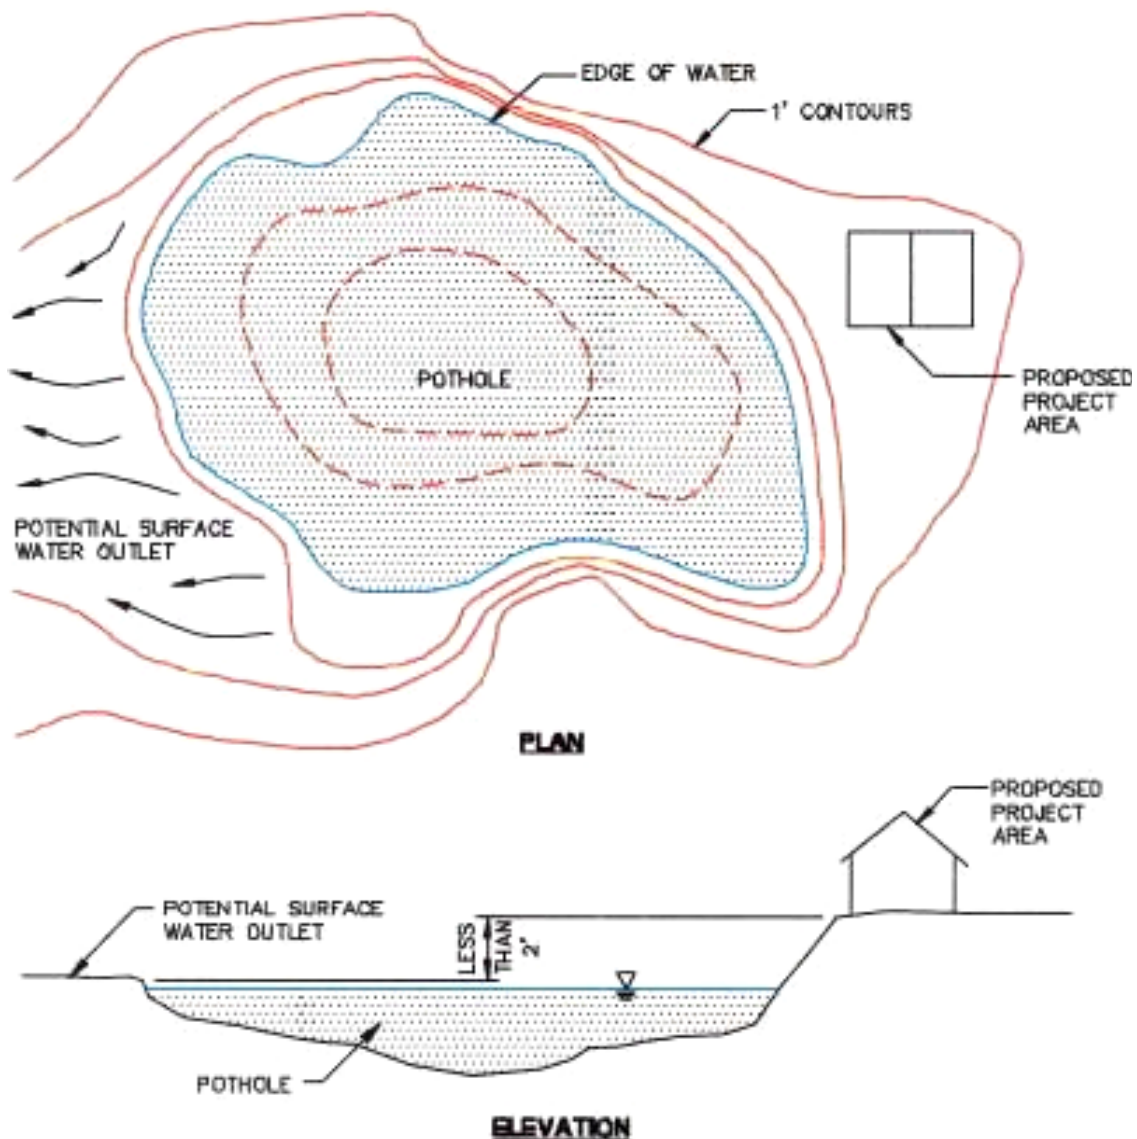 EDGE OF WATER
1' CONTOURS
POTHOLE
PROPOSED
PROJECT
AREA
POTENTIAL SURFACE
WATER OUTLET
PLAN
PROPOSED
PROJECT
AREA
POTENTIAL SURFACE
WATER OUTLET
LESS
THAN
2'
POTHOLE
ELEVATION